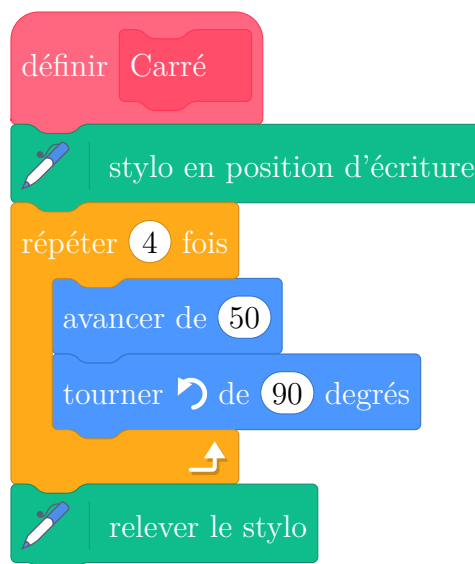 définir Carré
stylo en position d'écriture
répéter 4 fois
avancer de 50
tourner de 90 degrés
relever le stylo